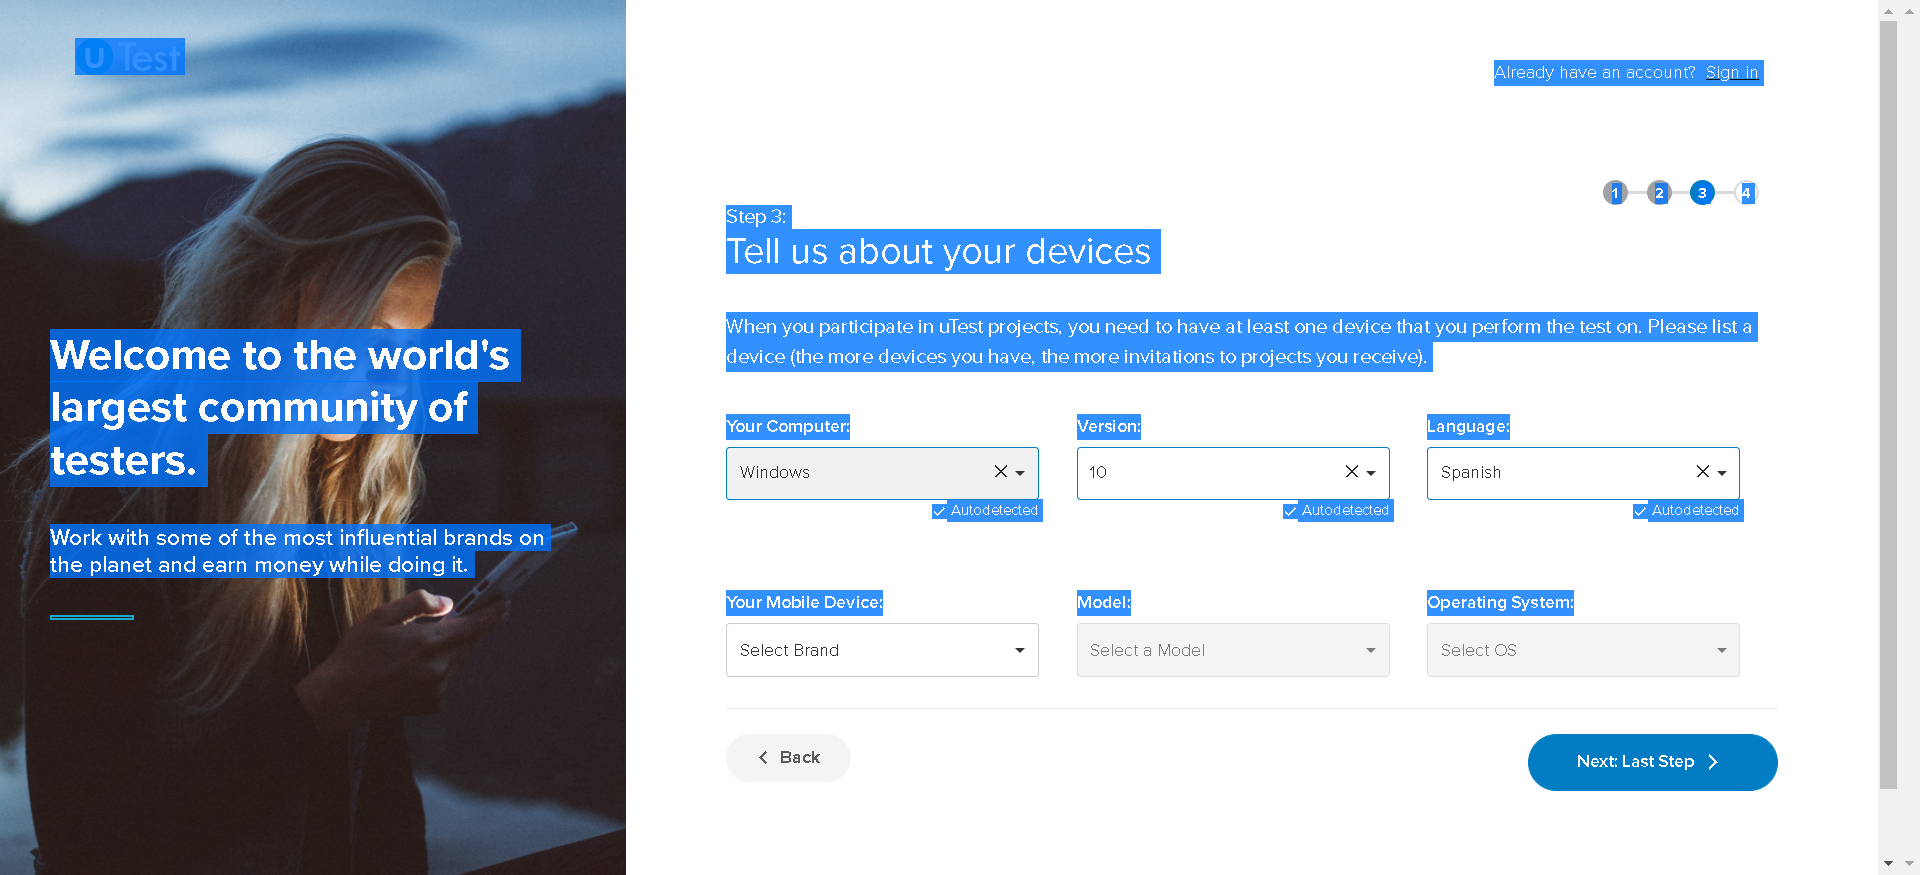 uTest
Already have an account? Sign in
1 2 3 4
Step 3:
Tell us about your devices
Welcome to the world's
largest community of
testers.
Work with some of the most influential brands on
the planet and earn money while doing it.
When you participate in uTest projects, you need to have at least one device that you perform the test on. Please list a
device (the more devices you have, the more invitations to projects you receive).
Your Computer: Version: Language:
Windows 10 Spanish
Autodetected Autodetected Autodetected
Your Mobile Device: Model: Operating System:
Select Brand Select a Model Select OS
Back Next: Last Step